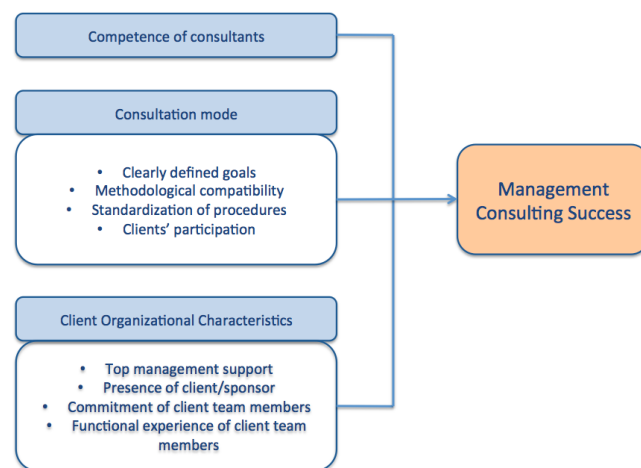 Competence of consultants
Consultation mode
• Clearly defined goals
• Methodological compatibility
• Standardization of procedures
• Clients' participation
Management
Consulting Success
Client Organizational Characteristics
• Top management support
• Presence of client/sponsor
• Commitment of client team members
• Functional experience of client team
members